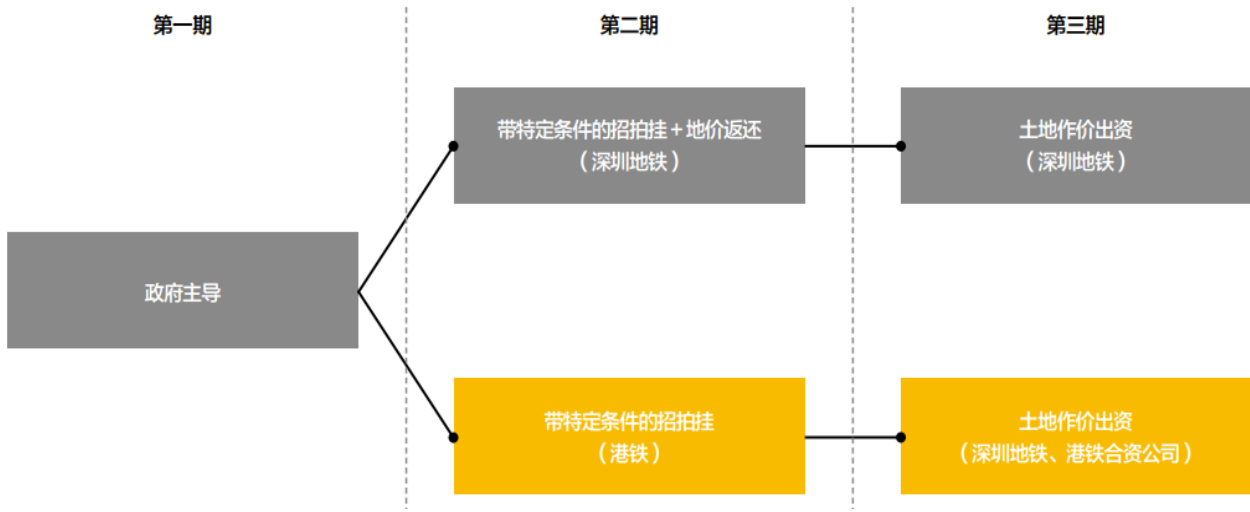 第一期
第二期
第三期
带特定条件的招拍挂+地价返还
（深圳地铁）
土地作价出资
（深圳地铁）
政府主导
带特定条件的招拍挂
（港铁）
土地作价出资
（深圳地铁、港铁合资公司）